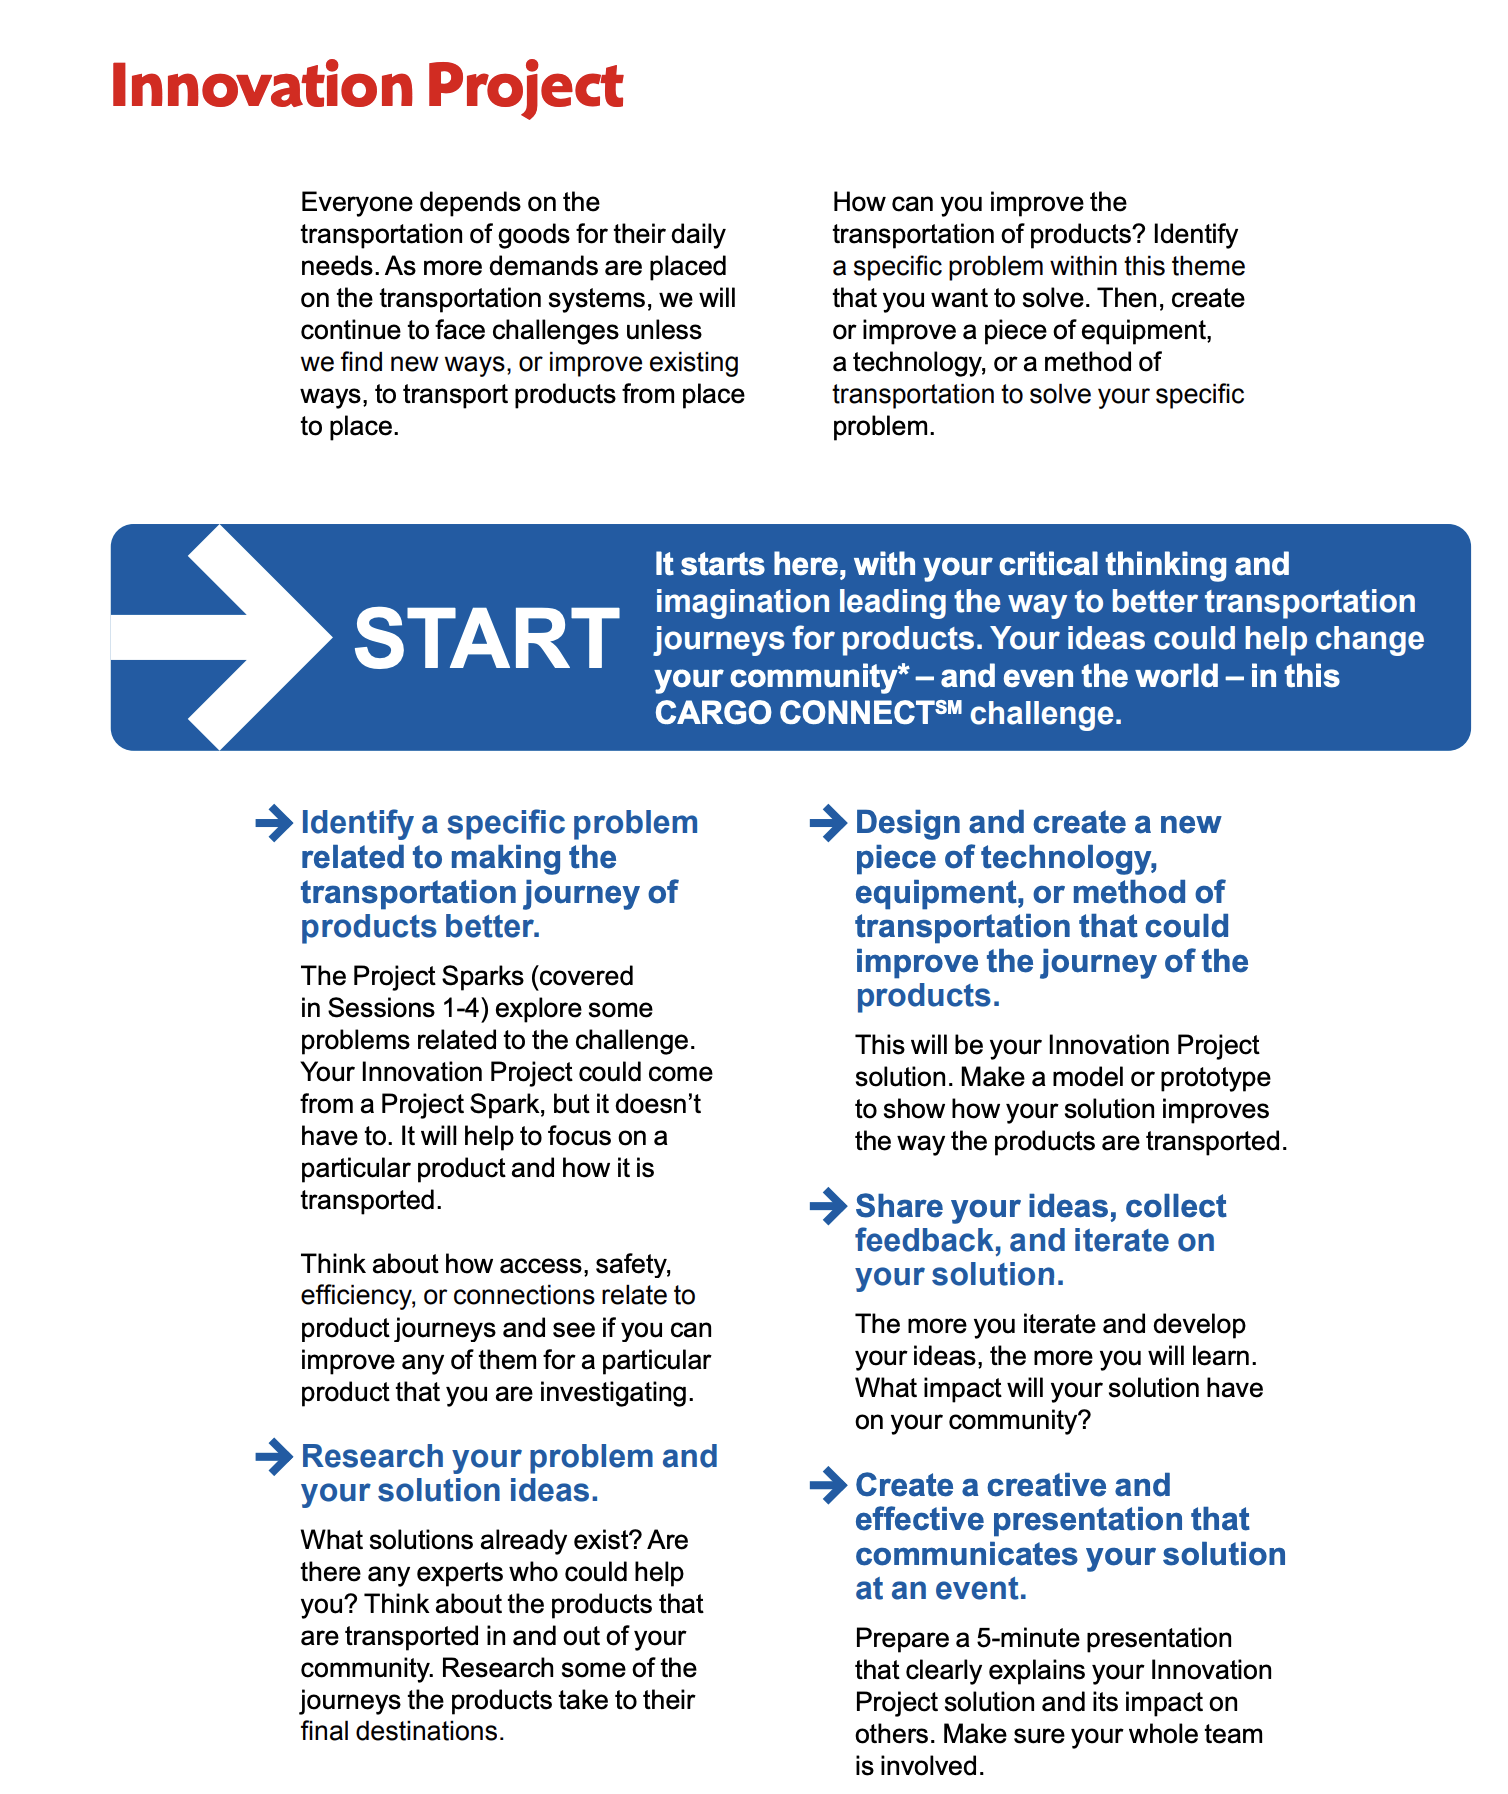 Innovation Project
Everyone depends on the
transportation of goods for their daily
needs. As more demands are placed
on the transportation systems, we will
continue to face challenges unless
we find new ways, or improve existing
ways, to transport products from place
to place.
How can you improve the
transportation of products? Identify
a specific problem within this theme
that you want to solve. Then, create
or improve a piece of equipment,
a technology, or a method of
transportation to solve your specific
problem.
START
It starts here, with your critical thinking and
imagination leading the way to better transportation
journeys for products. Your ideas could help change
your community* – and even the world – in this
CARGO CONNECT℠ challenge.
Identify a specific problem
related to making the
transportation journey of
products better.
The Project Sparks (covered
in Sessions 1-4) explore some
problems related to the challenge.
Your Innovation Project could come
from a Project Spark, but it doesn’t
have to. It will help to focus on a
particular product and how it is
transported.
Think about how access, safety,
efficiency, or connections relate to
product journeys and see if you can
improve any of them for a particular
product that you are investigating.
Research your problem and
your solution ideas.
What solutions already exist? Are
there any experts who could help
you? Think about the products that
are transported in and out of your
community. Research some of the
journeys the products take to their
final destinations.
Design and create a new
piece of technology,
equipment, or method of
transportation that could
improve the journey of the
products.
This will be your Innovation Project
solution. Make a model or prototype
to show how your solution improves
the way the products are transported.
Share your ideas, collect
feedback, and iterate on
your solution.
The more you iterate and develop
your ideas, the more you will learn.
What impact will your solution have
on your community?
Create a creative and
effective presentation that
communicates your solution
at an event.
Prepare a 5-minute presentation
that clearly explains your Innovation
Project solution and its impact on
others. Make sure your whole team
is involved.